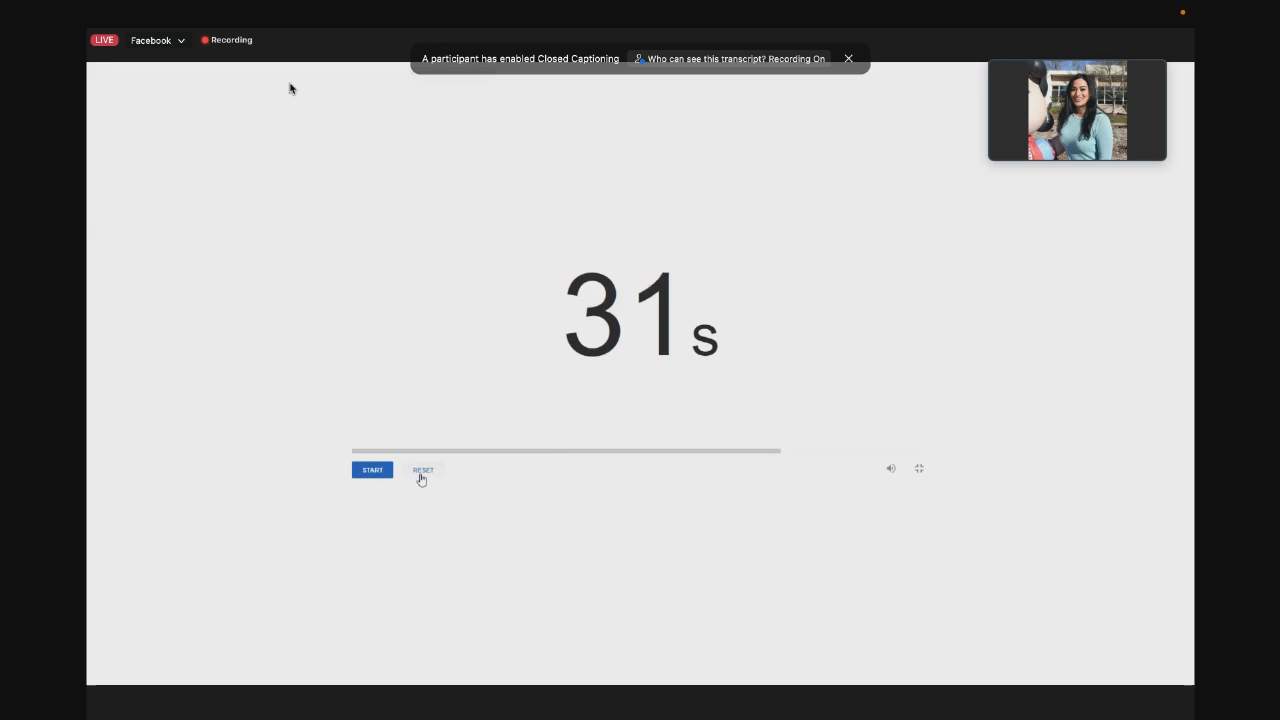 LIVE Facebook Recording
A participant has enabled Closed Captioning Who can see this transcript? Recording On
31s
START RESET